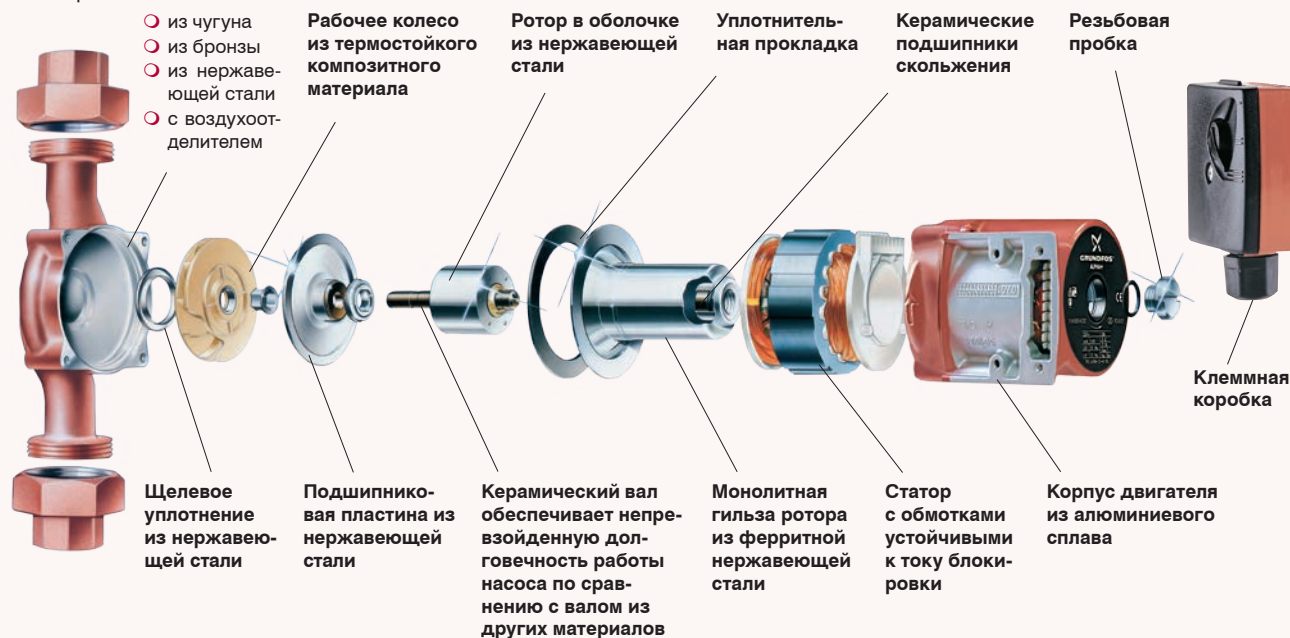 из чугуна
из бронзы
из нержаве-
ющей стали
с воздухоот-
делителем
Рабочее колесо
из термостойкого
композитного
материала
Ротор в оболочке
из нержавеющей
стали
Уплотнитель-
ная прокладка
Керамические
подшипники
скольжения
Резьбовая
пробка
GRUNDFOS
Клеммная
коробка
Щелевое
уплотнение
из нержавею-
щей стали
Подшипнико-
вая пластина из
нержавеющей
стали
Керамический вал
обеспечивает непре-
взойденную дол-
говечность работы
насоса по срав-
нению с валом из
других материалов
Монолитная
гильза ротора
из ферритной
нержавеющей
стали
Статор
с обмотками
устойчивыми
к току блоки-
ровки
Корпус двигателя
из алюминиевого
сплава